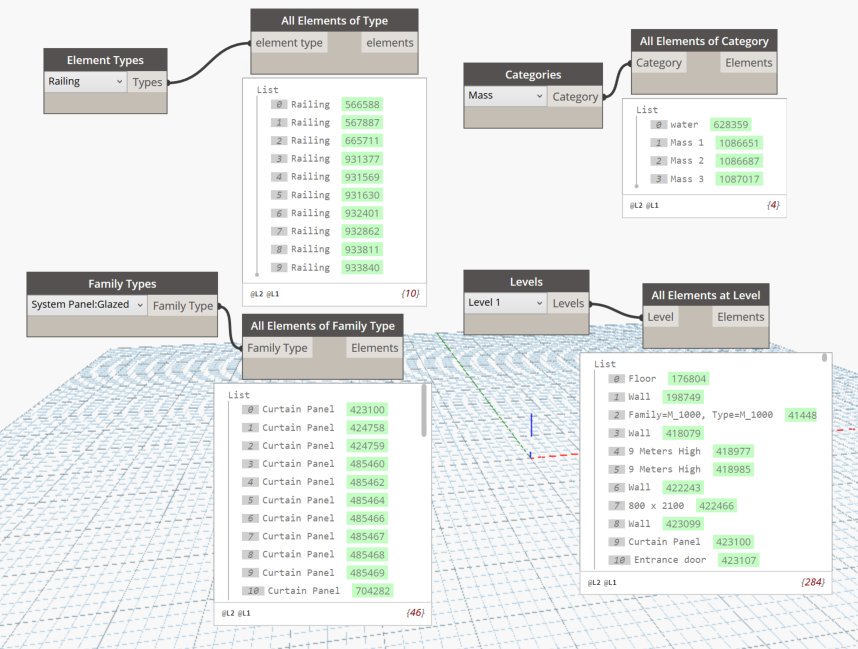 Element Types
Railing
Types
All Elements of Type
element type
elements
List
0 Railing 566588
1 Railing 567887
2 Railing 665711
3 Railing 931377
4 Railing 931569
5 Railing 931630
6 Railing 932401
7 Railing 932862
8 Railing 933811
9 Railing 933840
@L2 @L1
{10}
Categories
Mass
Category
All Elements of Category
Category
Elements
List
0 water 628359
1 Mass 1 1086651
2 Mass 2 1086687
3 Mass 3 1087017
@L2 @L1
{4}
Family Types
System Panel:Glazed
Family Type
All Elements of Family Type
Family Type
Elements
List
0 Curtain Panel 423100
1 Curtain Panel 424758
2 Curtain Panel 424759
3 Curtain Panel 485460
4 Curtain Panel 485462
5 Curtain Panel 485464
6 Curtain Panel 485466
7 Curtain Panel 485467
8 Curtain Panel 485468
9 Curtain Panel 485469
10 Curtain Panel 704282
@L2 @L1
{46}
Levels
Level 1
Levels
All Elements at Level
Level
Elements
List
0 Floor 176804
1 Wall 198749
2 Family=M_1000, Type=M_1000 41448
3 Wall 418079
4 9 Meters High 418977
5 9 Meters High 418985
6 Wall 422243
7 800 x 2100 422466
8 Wall 423099
9 Curtain Panel 423100
10 Entrance door 423107
@L2 @L1
{284}